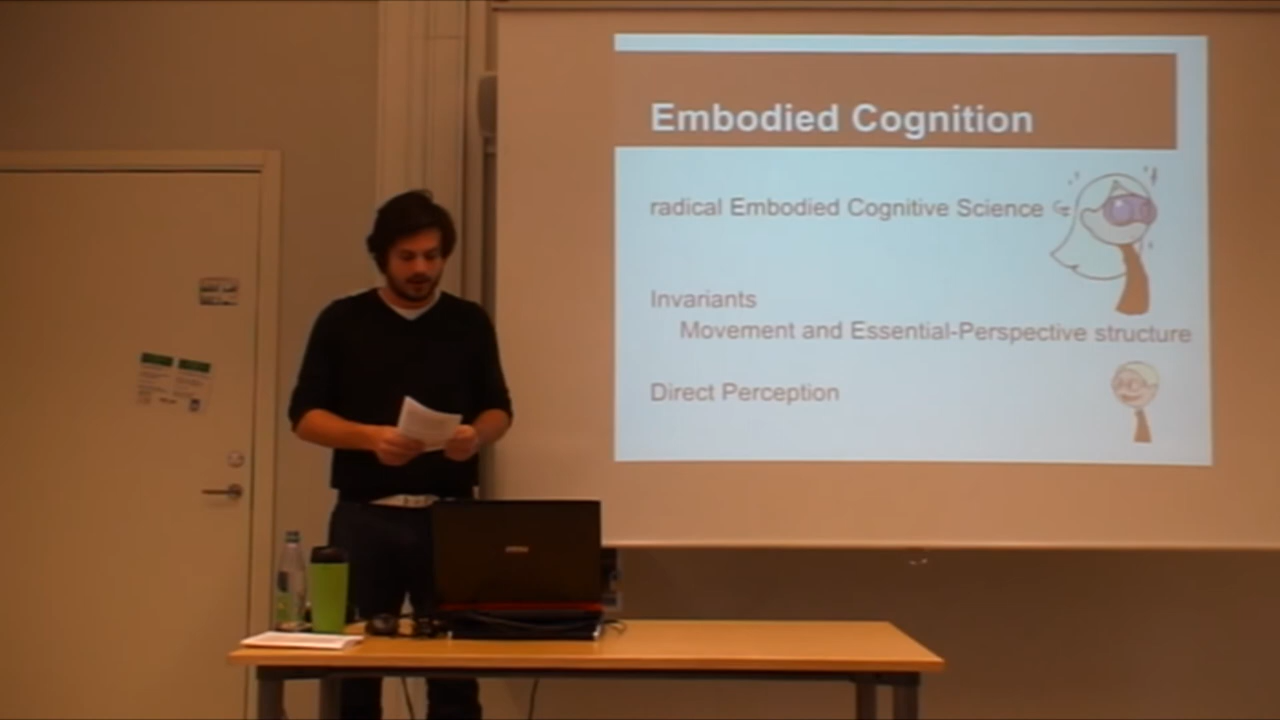 Embodied Cognition
radical Embodied Cognitive Science
Invariants
Movement and Essential-Perspective structure
Direct Perception